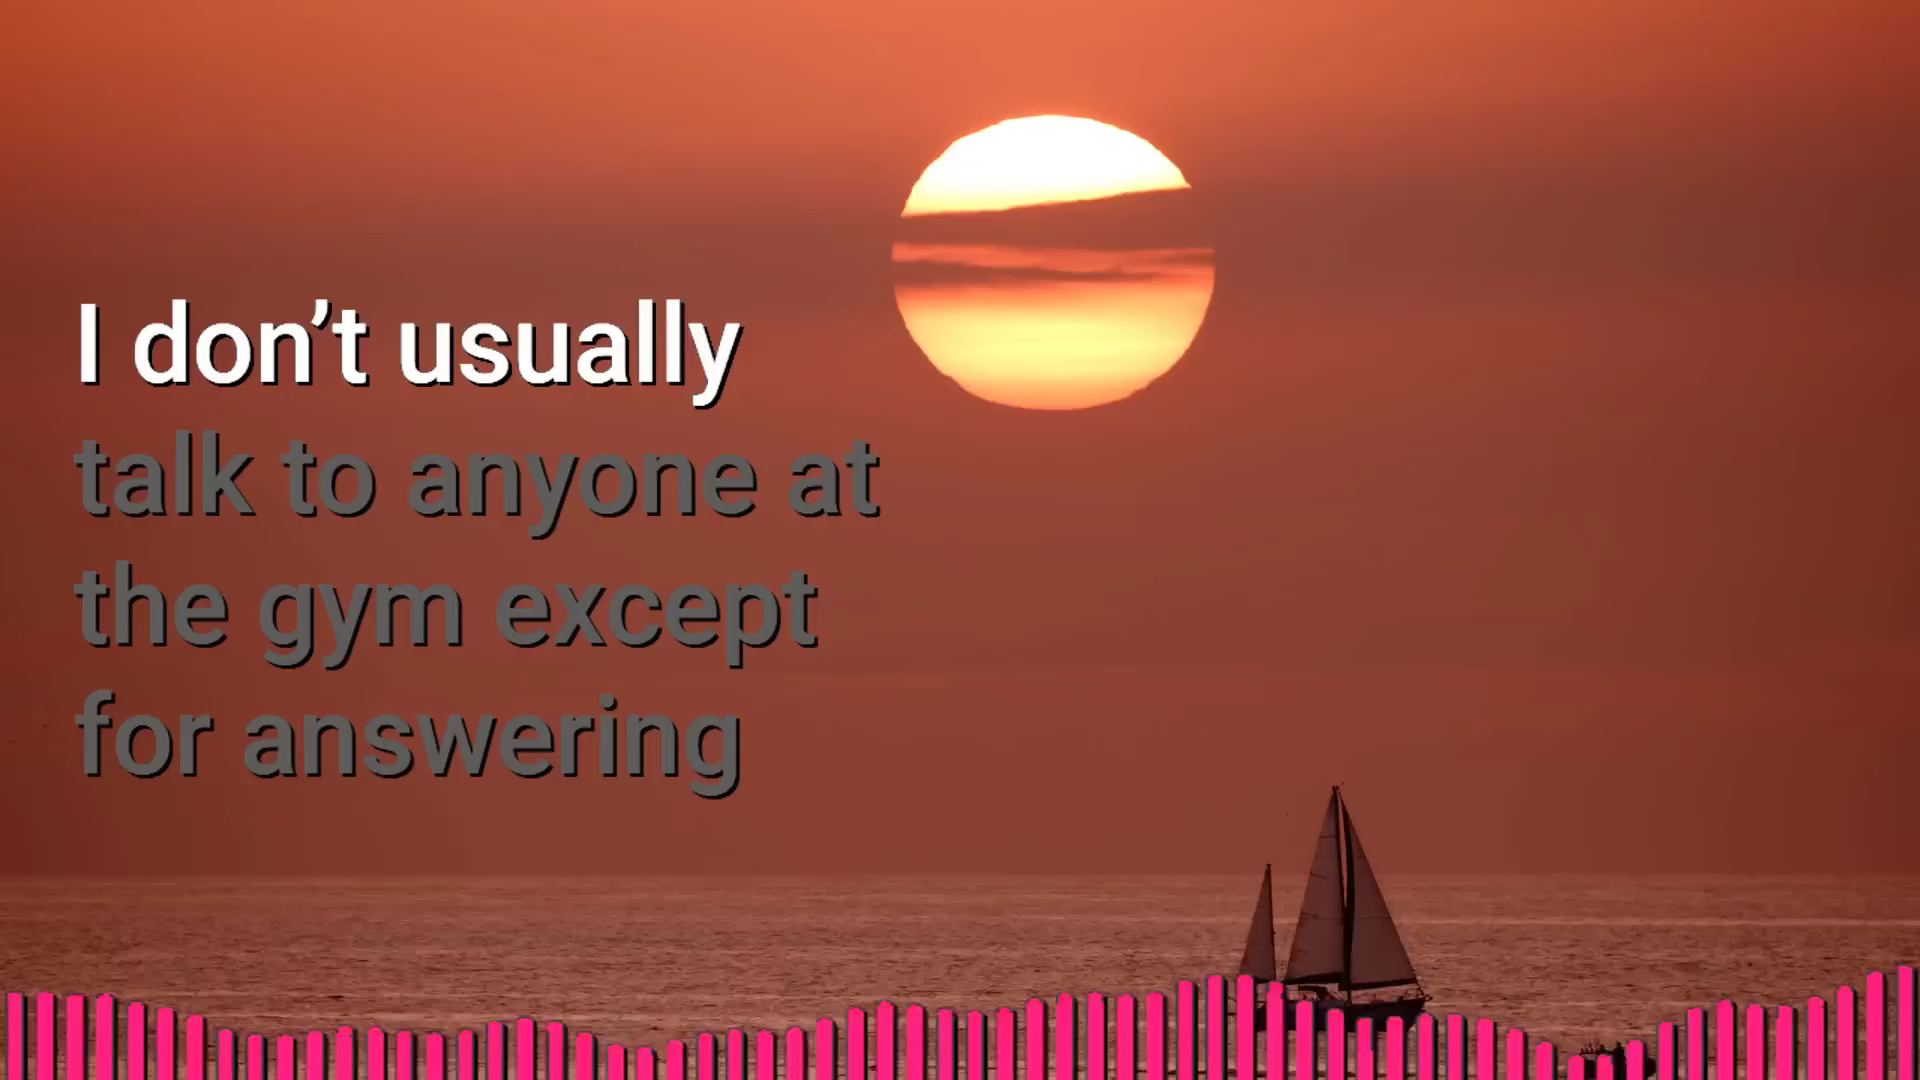 I don’t usually
talk to anyone at
the gym except
for answering